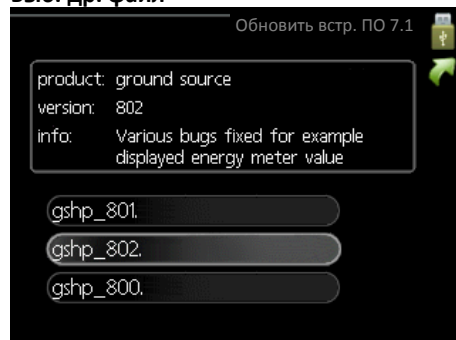 Обновить встр. ПО 7.1
product: ground source
version: 802
info: Various bugs fixed for example
displayed energy meter value
gshp_801.
gshp_802.
gshp_800.